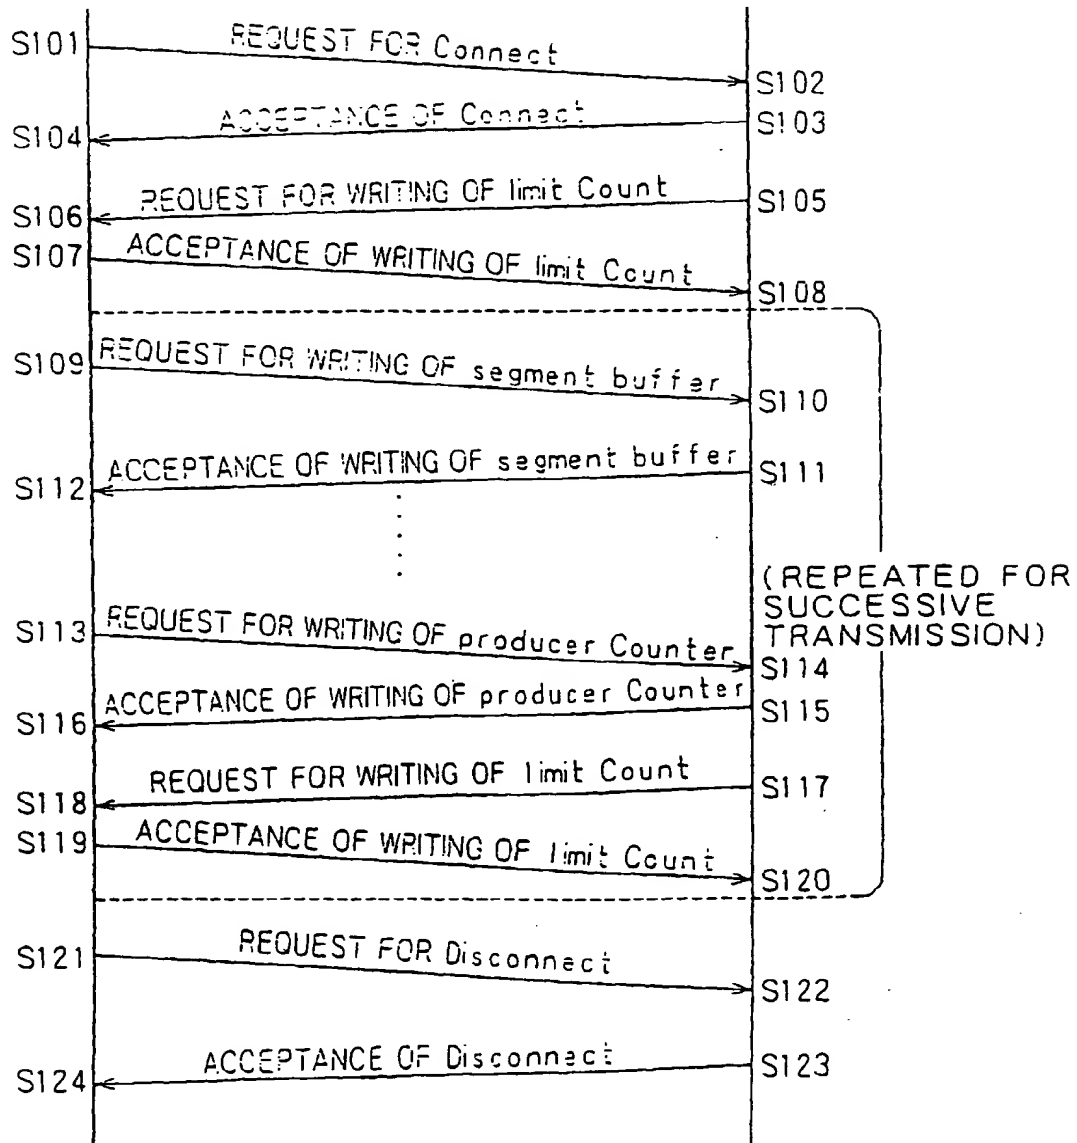 S101 REQUEST FOR Connect
S102
ACCEPTANCE OF Connect S103
S104
REQUEST FOR WRITING OF limit Count S105
S106
S107 ACCEPTANCE OF WRITING OF limit Count
S108
S109 REQUEST FOR WRITING OF segment buffer
S110
ACCEPTANCE OF WRITING OF segment buffer S111
S112
(REPEATED FOR
SUCCESSIVE
TRANSMISSION)
S113 REQUEST FOR WRITING OF producer Counter
S114
ACCEPTANCE OF WRITING OF producer Counter S115
S116
REQUEST FOR WRITING OF limit Count S117
S118
S119 ACCEPTANCE OF WRITING OF limit Count
S120
S121 REQUEST FOR Disconnect
S122
ACCEPTANCE OF Disconnect S123
S124